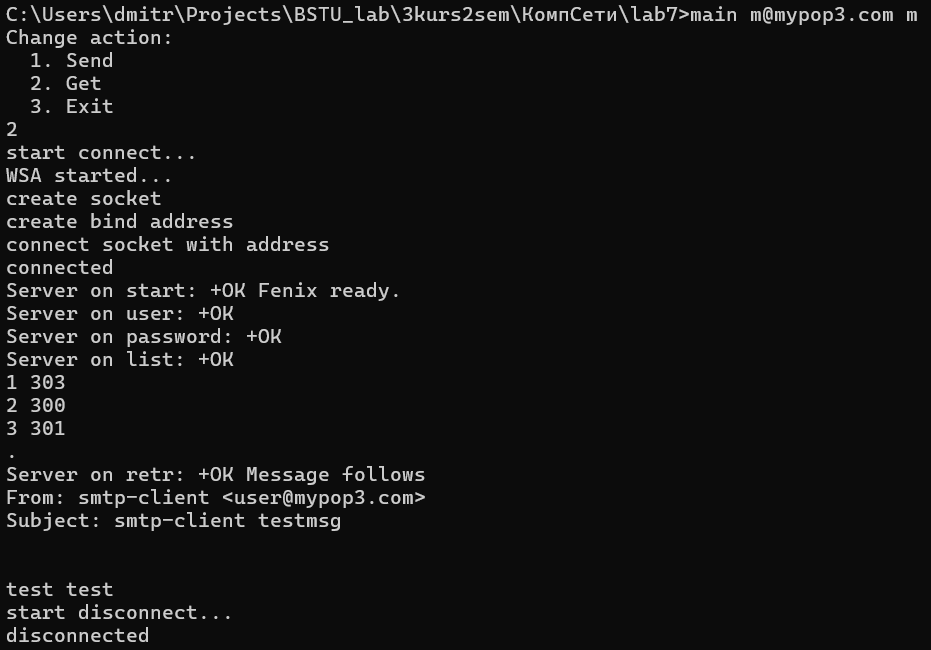 C:\Users\dmitr\Projects\BSTU_lab\3kurs2sem\КомпСети\lab7>main m@mypop3.com m
Change action:
  1. Send
  2. Get
  3. Exit
2
start connect...
WSA started...
create socket
create bind address
connect socket with address
connected
Server on start: +OK Fenix ready.
Server on user: +OK
Server on password: +OK
Server on list: +OK
1 303
2 300
3 301
.
Server on retr: +OK Message follows
From: smtp-client <user@mypop3.com>
Subject: smtp-client testmsg


test test
start disconnect...
disconnected